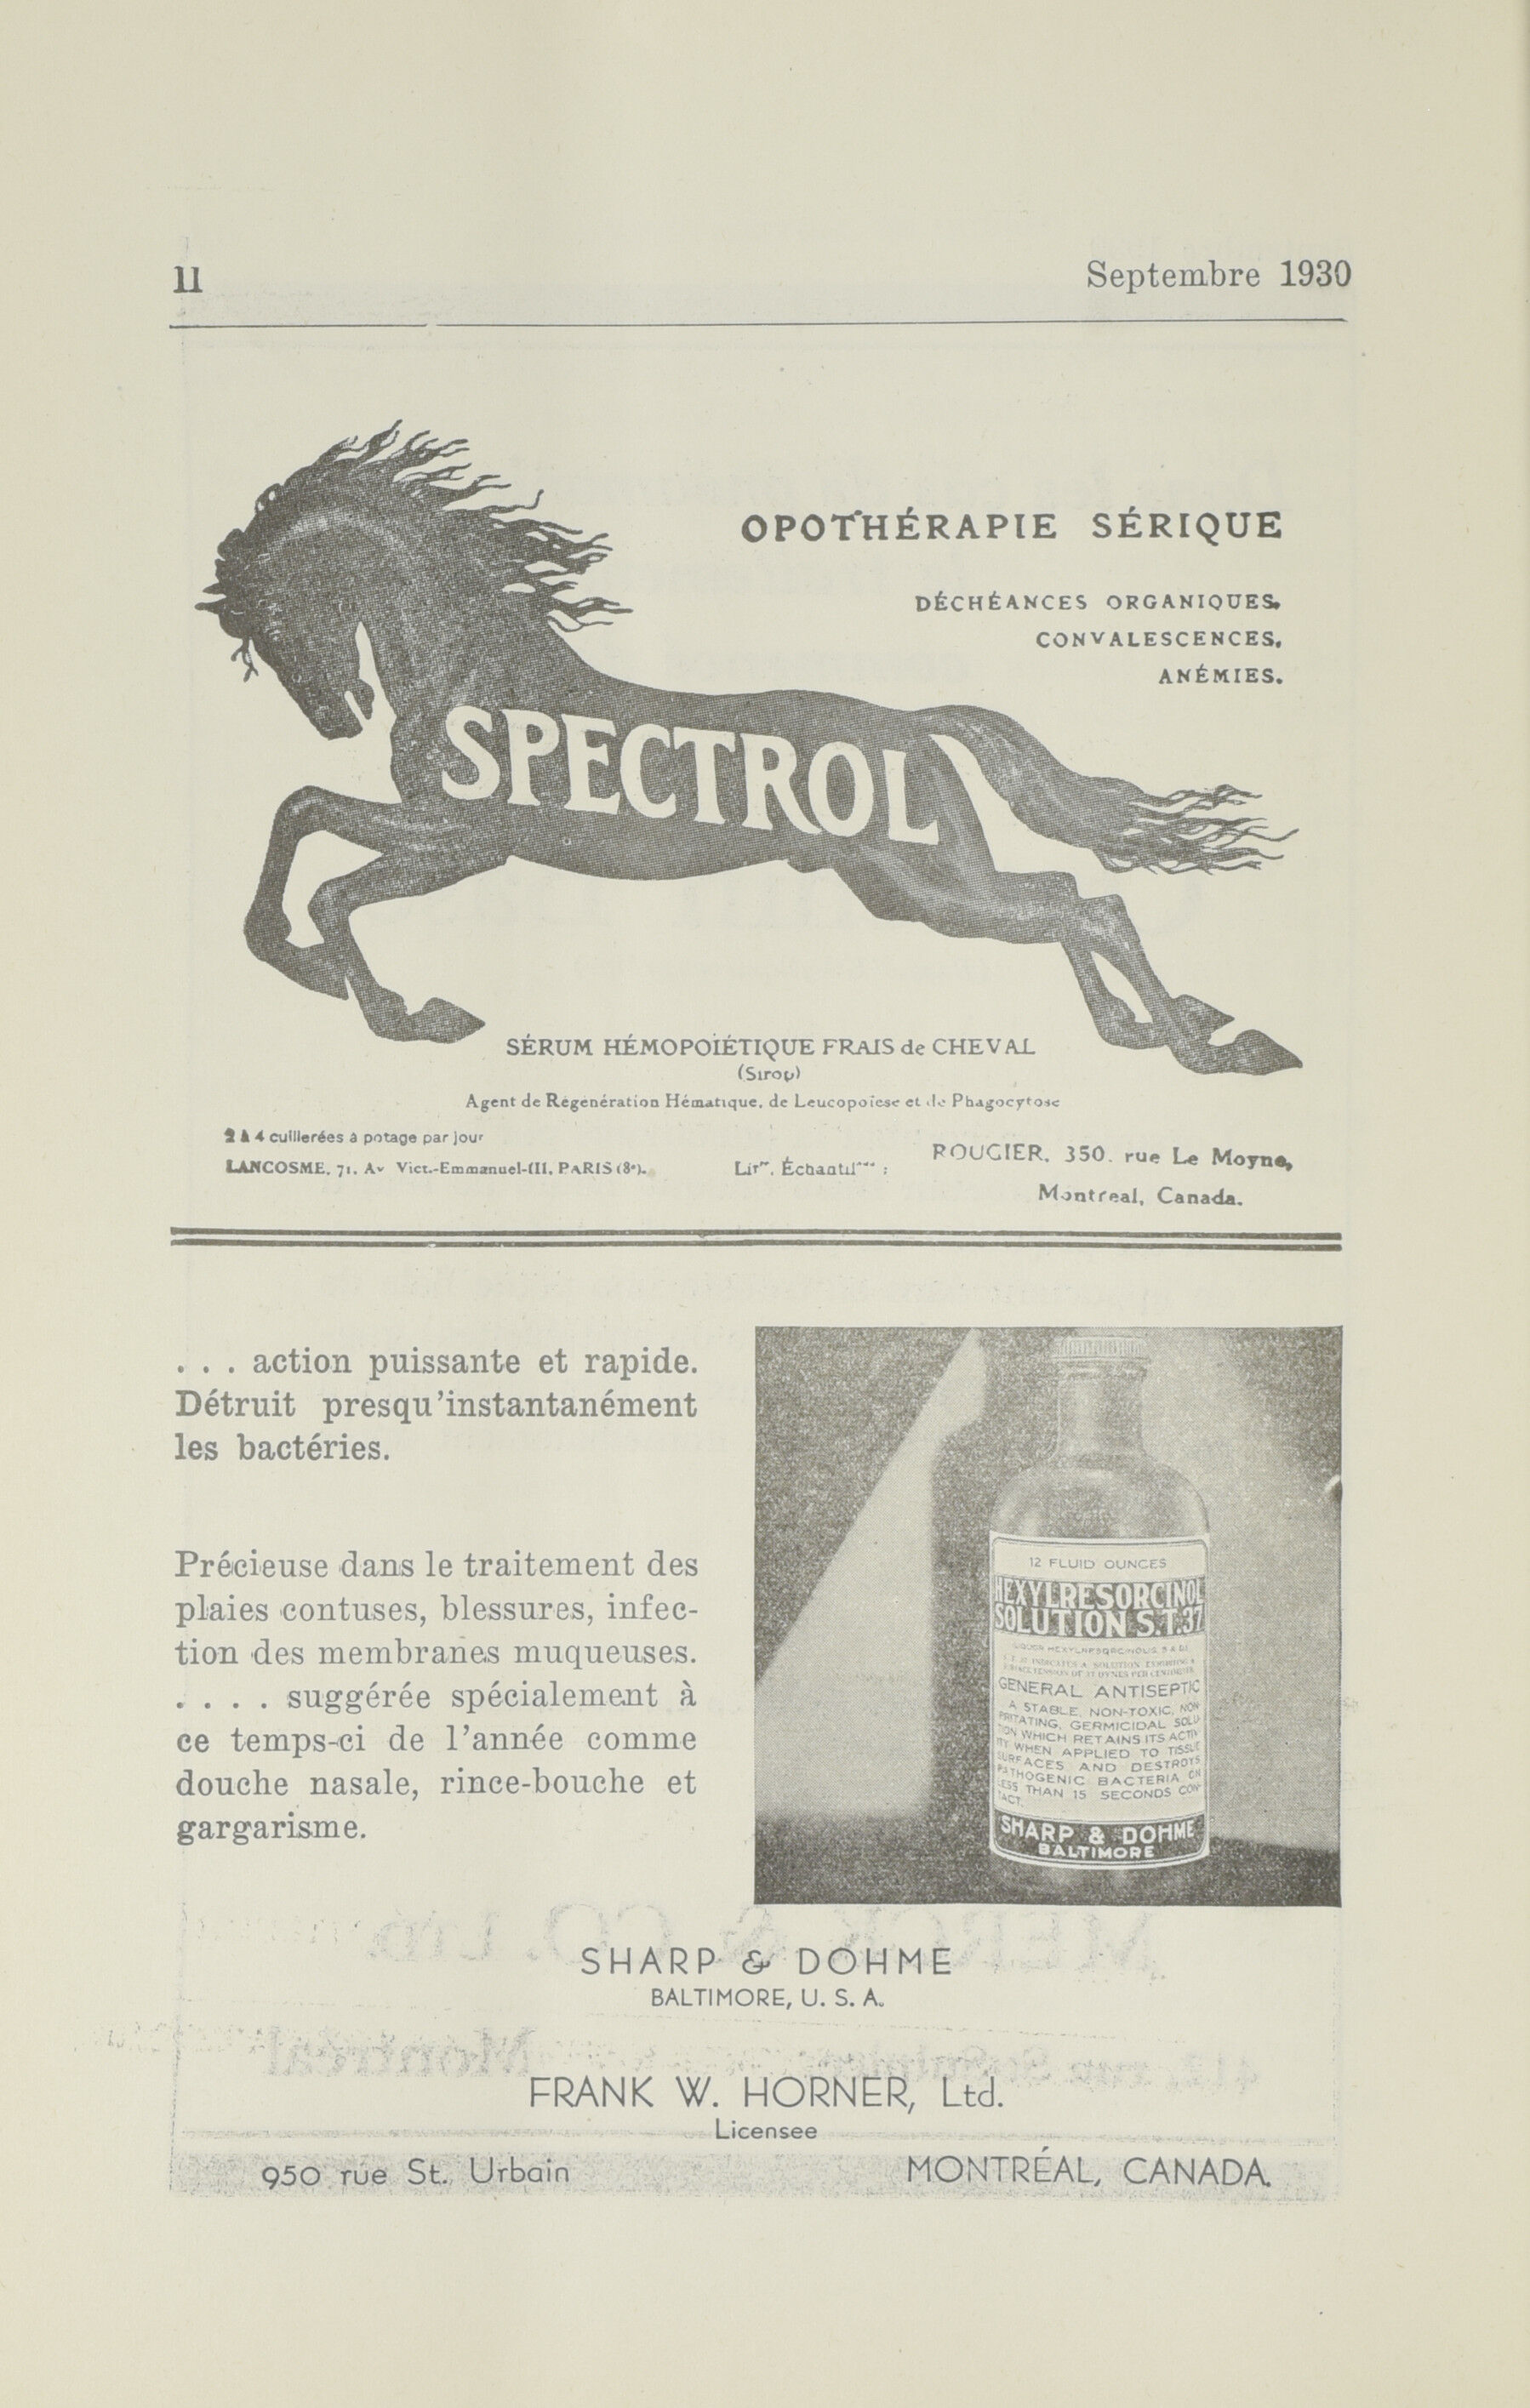 11
Septembre 1930
OPOTHÉRAPIE SÉRIQUE
DÉCHÉANCES ORGANIQUES,
CONVALESCENCES,
ANÉMIES.
SPECTROL
SÉRUM HÉMOPOÏÉTIQUE FRAIS de CHEVAL
(Sirop)
Agent de Régénération Hématique, de Leucopoïese et de Phagocytose
2 à 4 cuillerées à potage par jour
LANCOSME, 71, Av Vict.-Emmanuel-III, PARIS (8e).
ROUGIER, 350, rue Le Moyne,
Montreal, Canada.
. . . action puissante et rapide.
Détruit presqu'instantanément
les bactéries.
Précieuse dans le traitement des
plaies contuses, blessures, infec-
tion des membranes muqueuses.
. . . . suggérée spécialement à
ce temps-ci de l'année comme
douche nasale, rince-bouche et
gargarisme.
12 FLUID OUNCES
HEXYLRESORCINOL
SOLUTION S.T.37
GENERAL ANTISEPTIC
A STABLE, NON-TOXIC, NON-
IRRITATING, GERMICIDAL SOLU-
TION WHICH RETAINS ITS ACTIV-
ITY WHEN APPLIED TO TISSUE
SURFACES AND DESTROYS
PATHOGENIC BACTERIA ON
LESS THAN 15 SECONDS CON-
TACT.
SHARP & DOHME
BALTIMORE
SHARP & DOHME
BALTIMORE, U. S. A.
FRANK W. HORNER, Ltd.
Licensee
950 rue St. Urbain
MONTRÉAL, CANADA.